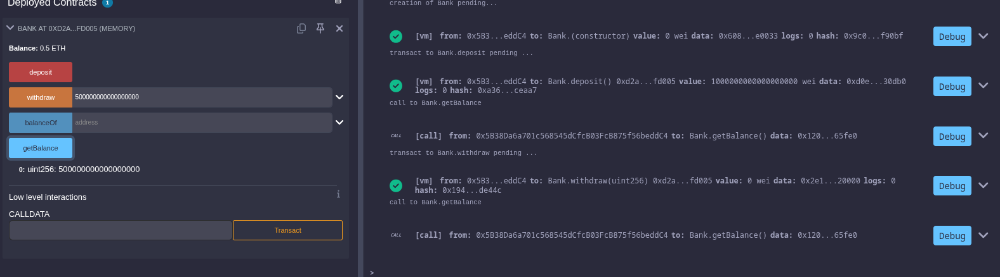 Deployed Contracts 1
BANK AT 0XD2A...FD005 (MEMORY)
Balance: 0.5 ETH
deposit
withdraw 500000000000000000
balanceOf address
getBalance
0: uint256: 500000000000000000
Low level interactions i
CALLDATA
Transact
creation of Bank pending...
[vm] from: 0x5B3...eddC4 to: Bank.(constructor) value: 0 wei data: 0x608...e0033 logs: 0 hash: 0x9c0...f90bf Debug
transact to Bank.deposit pending ...
[vm] from: 0x5B3...eddC4 to: Bank.deposit() 0xd2a...fd005 value: 1000000000000000000 wei data: 0xd0e...30db0 Debug
logs: 0 hash: 0xa36...ceaa7
call to Bank.getBalance
CALL [call] from: 0x5B38Da6a701c568545dCfcB03FcB875f56beddC4 to: Bank.getBalance() data: 0x120...65fe0 Debug
transact to Bank.withdraw pending ...
[vm] from: 0x5B3...eddC4 to: Bank.withdraw(uint256) 0xd2a...fd005 value: 0 wei data: 0x2e1...20000 logs: 0 Debug
hash: 0x194...de44c
call to Bank.getBalance
CALL [call] from: 0x5B38Da6a701c568545dCfcB03FcB875f56beddC4 to: Bank.getBalance() data: 0x120...65fe0 Debug
>